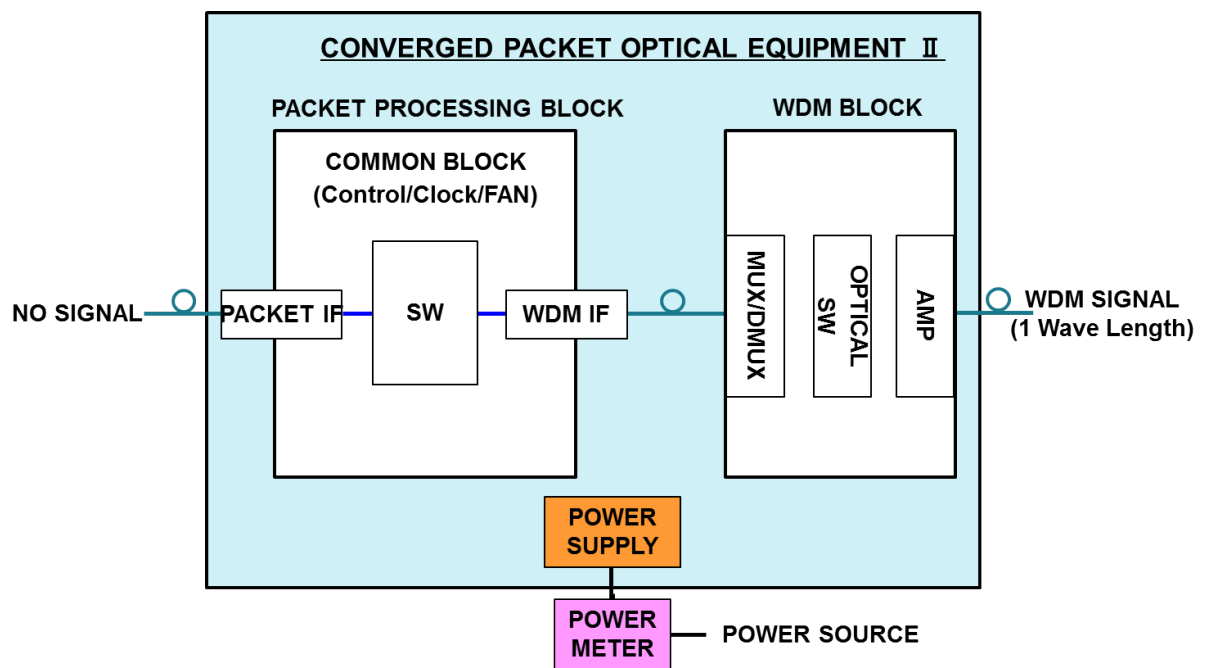 CONVERGED PACKET OPTICAL EQUIPMENT Ⅱ
PACKET PROCESSING BLOCK
WDM BLOCK
COMMON BLOCK
(Control/Clock/FAN)
NO SIGNAL
PACKET IF
SW
WDM IF
MUX/DMUX
OPTICAL
SW
AMP
WDM SIGNAL
(1 Wave Length)
POWER
SUPPLY
POWER
METER
POWER SOURCE